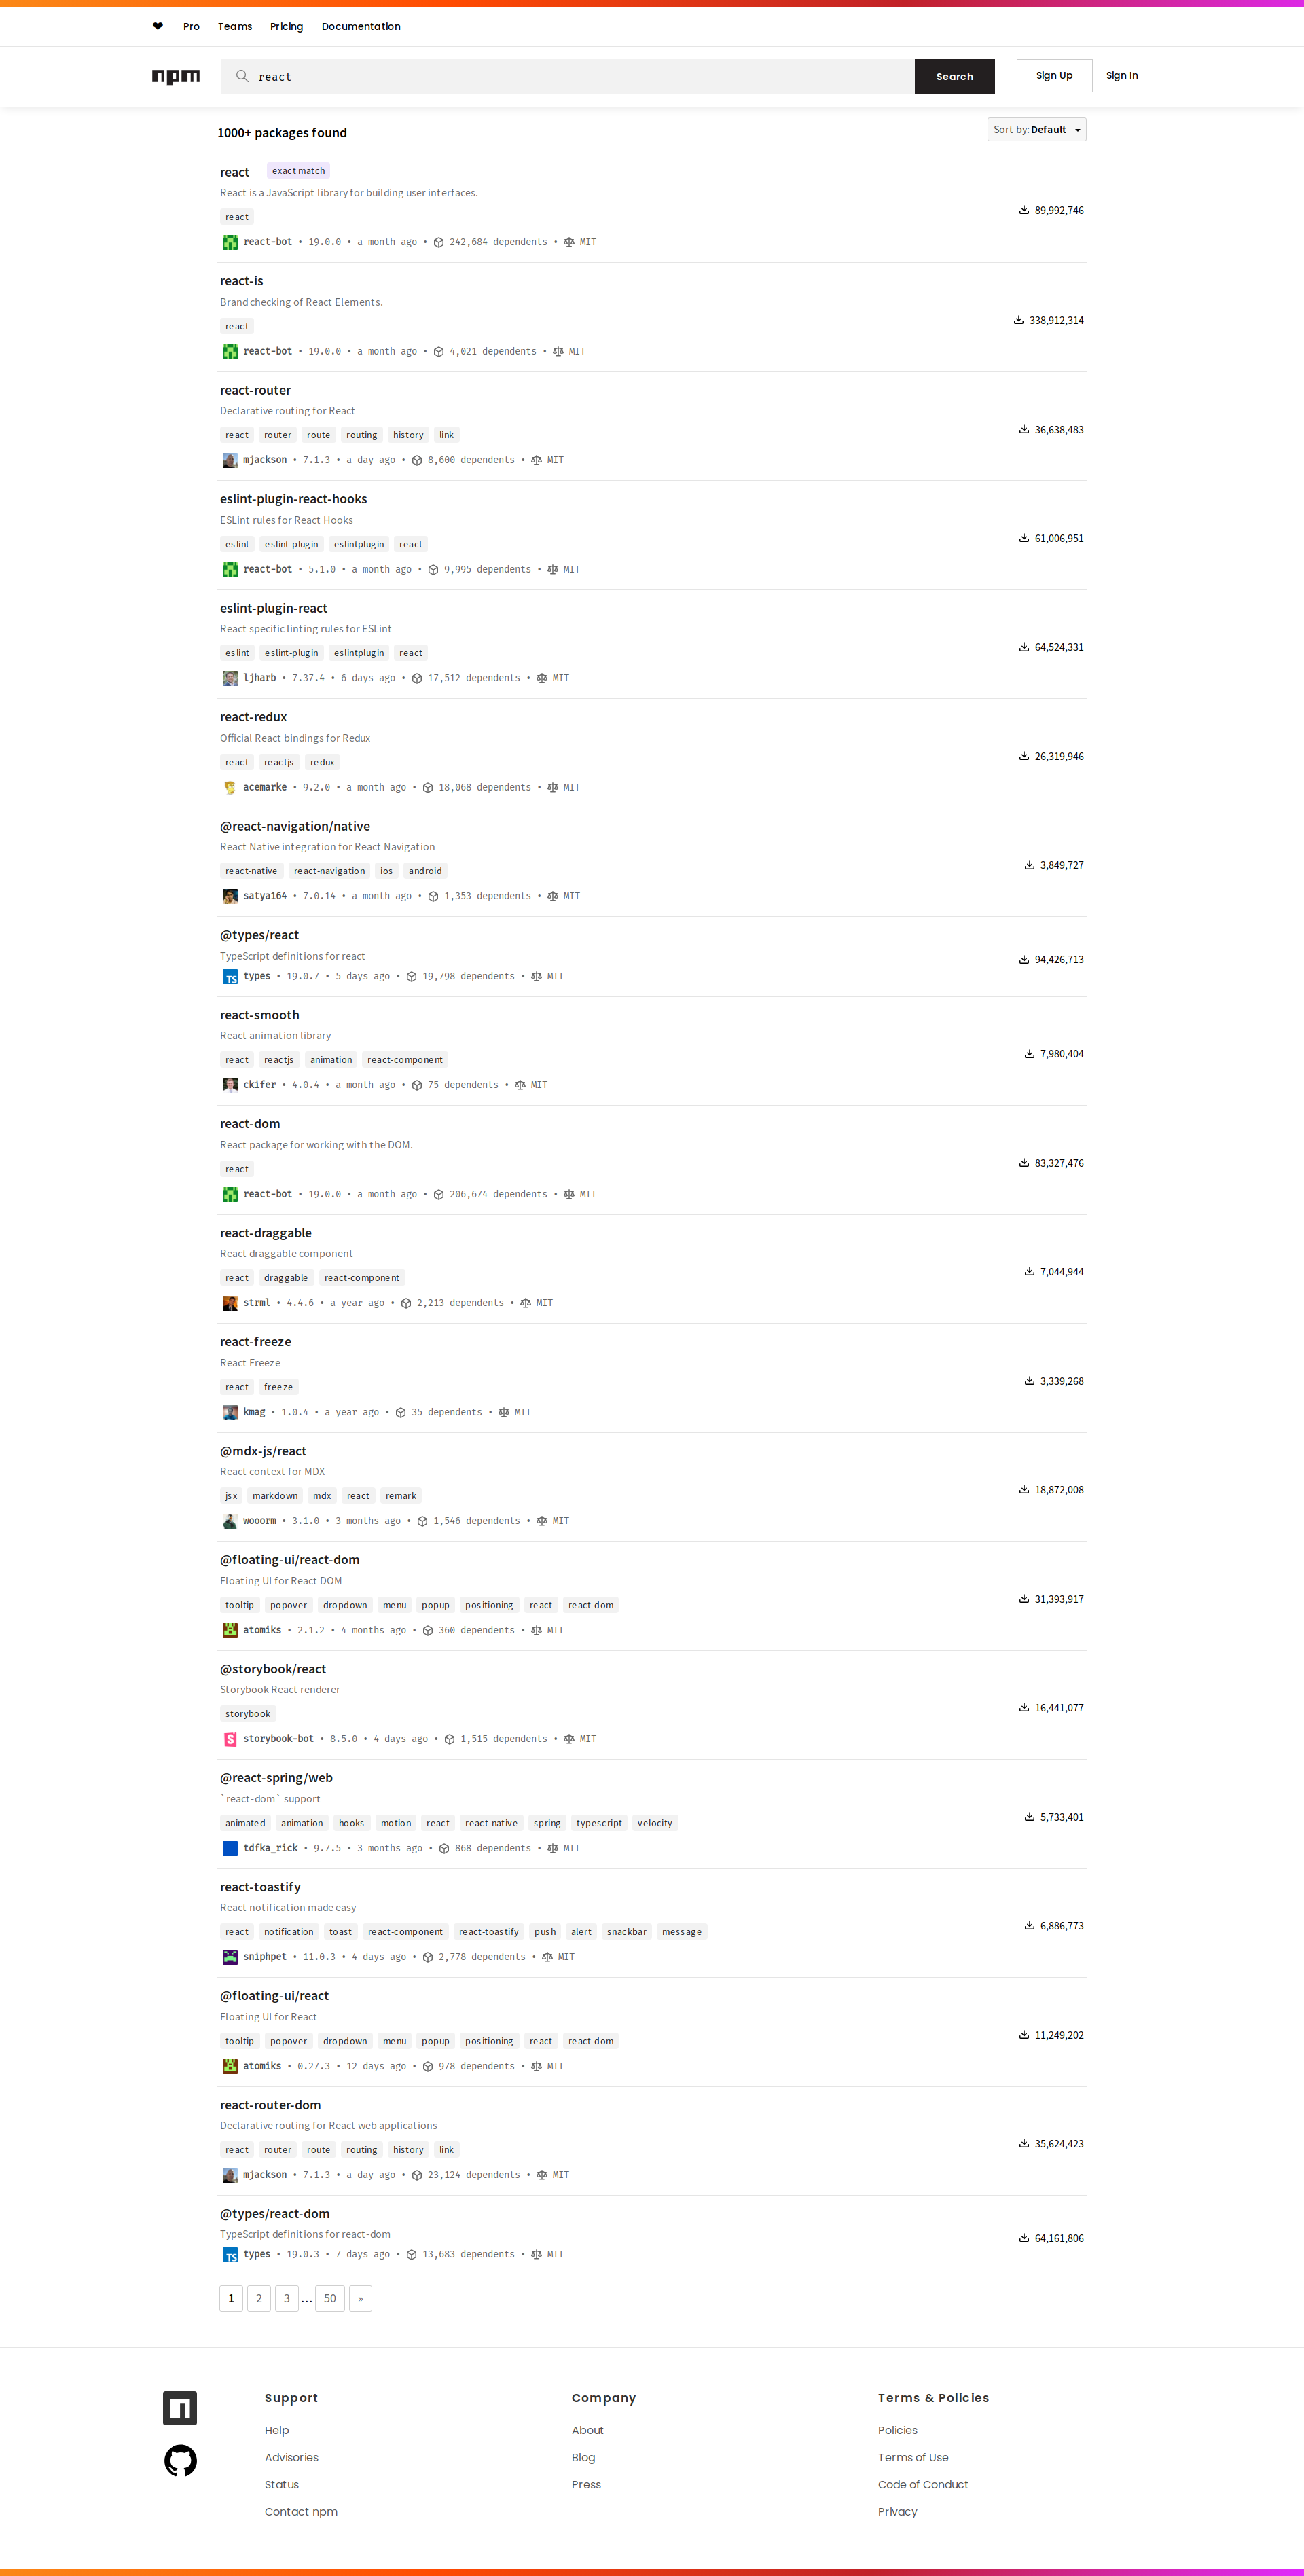 ❤ Pro Teams Pricing Documentation
npm react Search Sign Up Sign In
1000+ packages found Sort by: Default
react exact match
React is a JavaScript library for building user interfaces.
react
89,992,746
react-bot • 19.0.0 • a month ago • 242,684 dependents • MIT
react-is
Brand checking of React Elements.
react
338,912,314
react-bot • 19.0.0 • a month ago • 4,021 dependents • MIT
react-router
Declarative routing for React
react router route routing history link
36,638,483
mjackson • 7.1.3 • a day ago • 8,600 dependents • MIT
eslint-plugin-react-hooks
ESLint rules for React Hooks
eslint eslint-plugin eslintplugin react
61,006,951
react-bot • 5.1.0 • a month ago • 9,995 dependents • MIT
eslint-plugin-react
React specific linting rules for ESLint
eslint eslint-plugin eslintplugin react
64,524,331
ljharb • 7.37.4 • 6 days ago • 17,512 dependents • MIT
react-redux
Official React bindings for Redux
react reactjs redux
26,319,946
acemarke • 9.2.0 • a month ago • 18,068 dependents • MIT
@react-navigation/native
React Native integration for React Navigation
react-native react-navigation ios android
3,849,727
satya164 • 7.0.14 • a month ago • 1,353 dependents • MIT
@types/react
TypeScript definitions for react
94,426,713
types • 19.0.7 • 5 days ago • 19,798 dependents • MIT
react-smooth
React animation library
react reactjs animation react-component
7,980,404
ckifer • 4.0.4 • a month ago • 75 dependents • MIT
react-dom
React package for working with the DOM.
react
83,327,476
react-bot • 19.0.0 • a month ago • 206,674 dependents • MIT
react-draggable
React draggable component
react draggable react-component
7,044,944
strml • 4.4.6 • a year ago • 2,213 dependents • MIT
react-freeze
React Freeze
react freeze
3,339,268
kmag • 1.0.4 • a year ago • 35 dependents • MIT
@mdx-js/react
React context for MDX
jsx markdown mdx react remark
18,872,008
wooorm • 3.1.0 • 3 months ago • 1,546 dependents • MIT
@floating-ui/react-dom
Floating UI for React DOM
tooltip popover dropdown menu popup positioning react react-dom
31,393,917
atomiks • 2.1.2 • 4 months ago • 360 dependents • MIT
@storybook/react
Storybook React renderer
storybook
16,441,077
storybook-bot • 8.5.0 • 4 days ago • 1,515 dependents • MIT
@react-spring/web
`react-dom` support
animated animation hooks motion react react-native spring typescript velocity
5,733,401
tdfka_rick • 9.7.5 • 3 months ago • 868 dependents • MIT
react-toastify
React notification made easy
react notification toast react-component react-toastify push alert snackbar message
6,886,773
sniphpet • 11.0.3 • 4 days ago • 2,778 dependents • MIT
@floating-ui/react
Floating UI for React
tooltip popover dropdown menu popup positioning react react-dom
11,249,202
atomiks • 0.27.3 • 12 days ago • 978 dependents • MIT
react-router-dom
Declarative routing for React web applications
react router route routing history link
35,624,423
mjackson • 7.1.3 • a day ago • 23,124 dependents • MIT
@types/react-dom
TypeScript definitions for react-dom
64,161,806
TS types • 19.0.3 • 7 days ago • 13,683 dependents • MIT
1 2 3 … 50 »
Support
Help
Advisories
Status
Contact npm
Company
About
Blog
Press
Terms & Policies
Policies
Terms of Use
Code of Conduct
Privacy